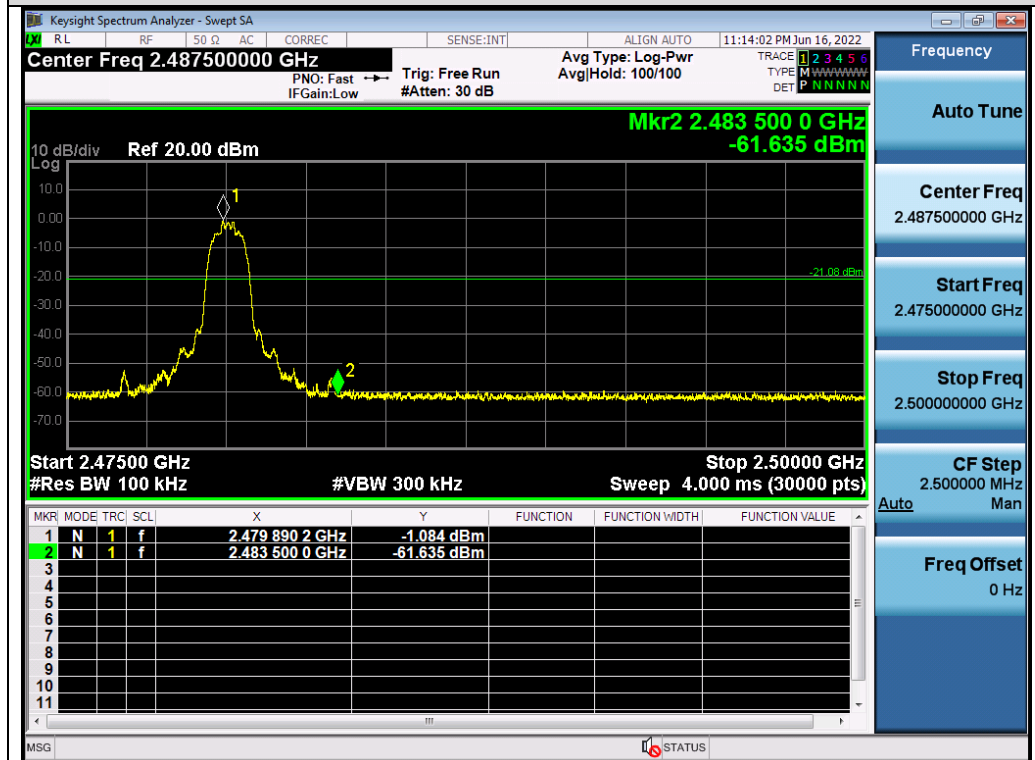 Keysight Spectrum Analyzer - Swept SA
LXI RL RF 50 Ω AC CORREC SENSE:INT ALIGN AUTO 11:14:02 PM Jun 16, 2022
Center Freq 2.487500000 GHz
PNO: Fast
IFGain:Low
Trig: Free Run
#Atten: 30 dB
Avg Type: Log-Pwr
Avg|Hold: 100/100
TRACE 1 2 3 4 5 6
TYPE M WWWWW
DET P N N N N N
Mkr2 2.483 500 0 GHz
-61.635 dBm
10 dB/div Ref 20.00 dBm
Log
10.0
0.00
-10.0
-20.0
-30.0
-40.0
-50.0
-60.0
-70.0
1
-21.08 dBm
2
Start 2.47500 GHz Stop 2.50000 GHz
#Res BW 100 kHz #VBW 300 kHz Sweep 4.000 ms (30000 pts)
MKR MODE TRC SCL X Y FUNCTION FUNCTION WIDTH FUNCTION VALUE
1 N 1 f 2.479 890 2 GHz -1.084 dBm
2 N 1 f 2.483 500 0 GHz -61.635 dBm
3
4
5
6
7
8
9
10
11
MSG STATUS
Frequency
Auto Tune
Center Freq
2.487500000 GHz
Start Freq
2.475000000 GHz
Stop Freq
2.500000000 GHz
CF Step
2.500000 MHz
Auto Man
Freq Offset
0 Hz